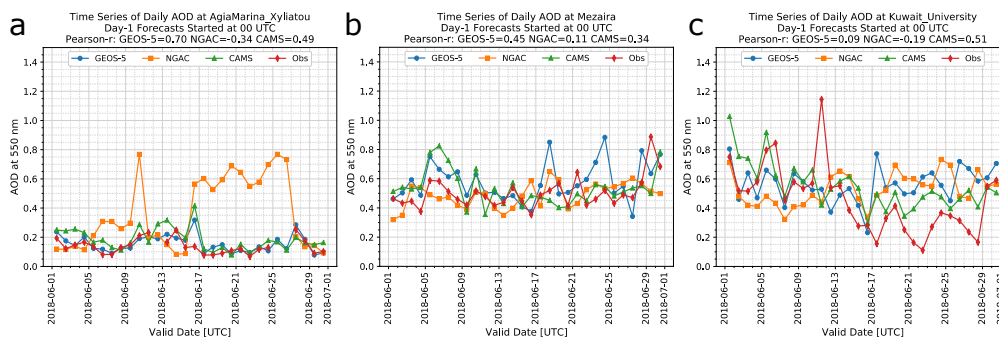 a
Time Series of Daily AOD at AgiaMarina_Xyliatou
Day-1 Forecasts Started at 00 UTC
Pearson-r: GEOS-5=0.70 NGAC=-0.34 CAMS=0.49
GEOS-5 NGAC CAMS Obs
AOD at 550 nm
1.4
1.2
1.0
0.8
0.6
0.4
0.2
0.0
2018-06-01
2018-06-05
2018-06-09
2018-06-13
2018-06-17
2018-06-21
2018-06-25
2018-06-29
2018-07-01
Valid Date [UTC]
b
Time Series of Daily AOD at Mezaira
Day-1 Forecasts Started at 00 UTC
Pearson-r: GEOS-5=0.45 NGAC=0.11 CAMS=0.34
GEOS-5 NGAC CAMS Obs
AOD at 550 nm
1.4
1.2
1.0
0.8
0.6
0.4
0.2
0.0
2018-06-01
2018-06-05
2018-06-09
2018-06-13
2018-06-17
2018-06-21
2018-06-25
2018-06-29
2018-07-01
Valid Date [UTC]
c
Time Series of Daily AOD at Kuwait_University
Day-1 Forecasts Started at 00 UTC
Pearson-r: GEOS-5=0.09 NGAC=-0.19 CAMS=0.51
GEOS-5 NGAC CAMS Obs
AOD at 550 nm
1.4
1.2
1.0
0.8
0.6
0.4
0.2
0.0
2018-06-01
2018-06-05
2018-06-09
2018-06-13
2018-06-17
2018-06-21
2018-06-25
2018-06-29
2018-07-01
Valid Date [UTC]